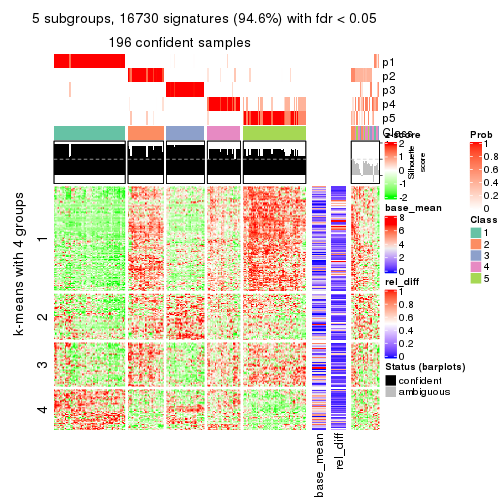 5 subgroups, 16730 signatures (94.6%) with fdr < 0.05
196 confident samples
p1
p2
p3
p4
p5
Class
k-means with 4 groups
1
2
3
4
Silhouette
score
z-score
2
1
0
-1
-2
base_mean
8
6
4
2
0
rel_diff
1
0.8
0.6
0.4
0.2
0
Status (barplots)
confident
ambiguous
Prob
1
0.8
0.6
0.4
0.2
0
Class
1
2
3
4
5
base_mean
rel_diff